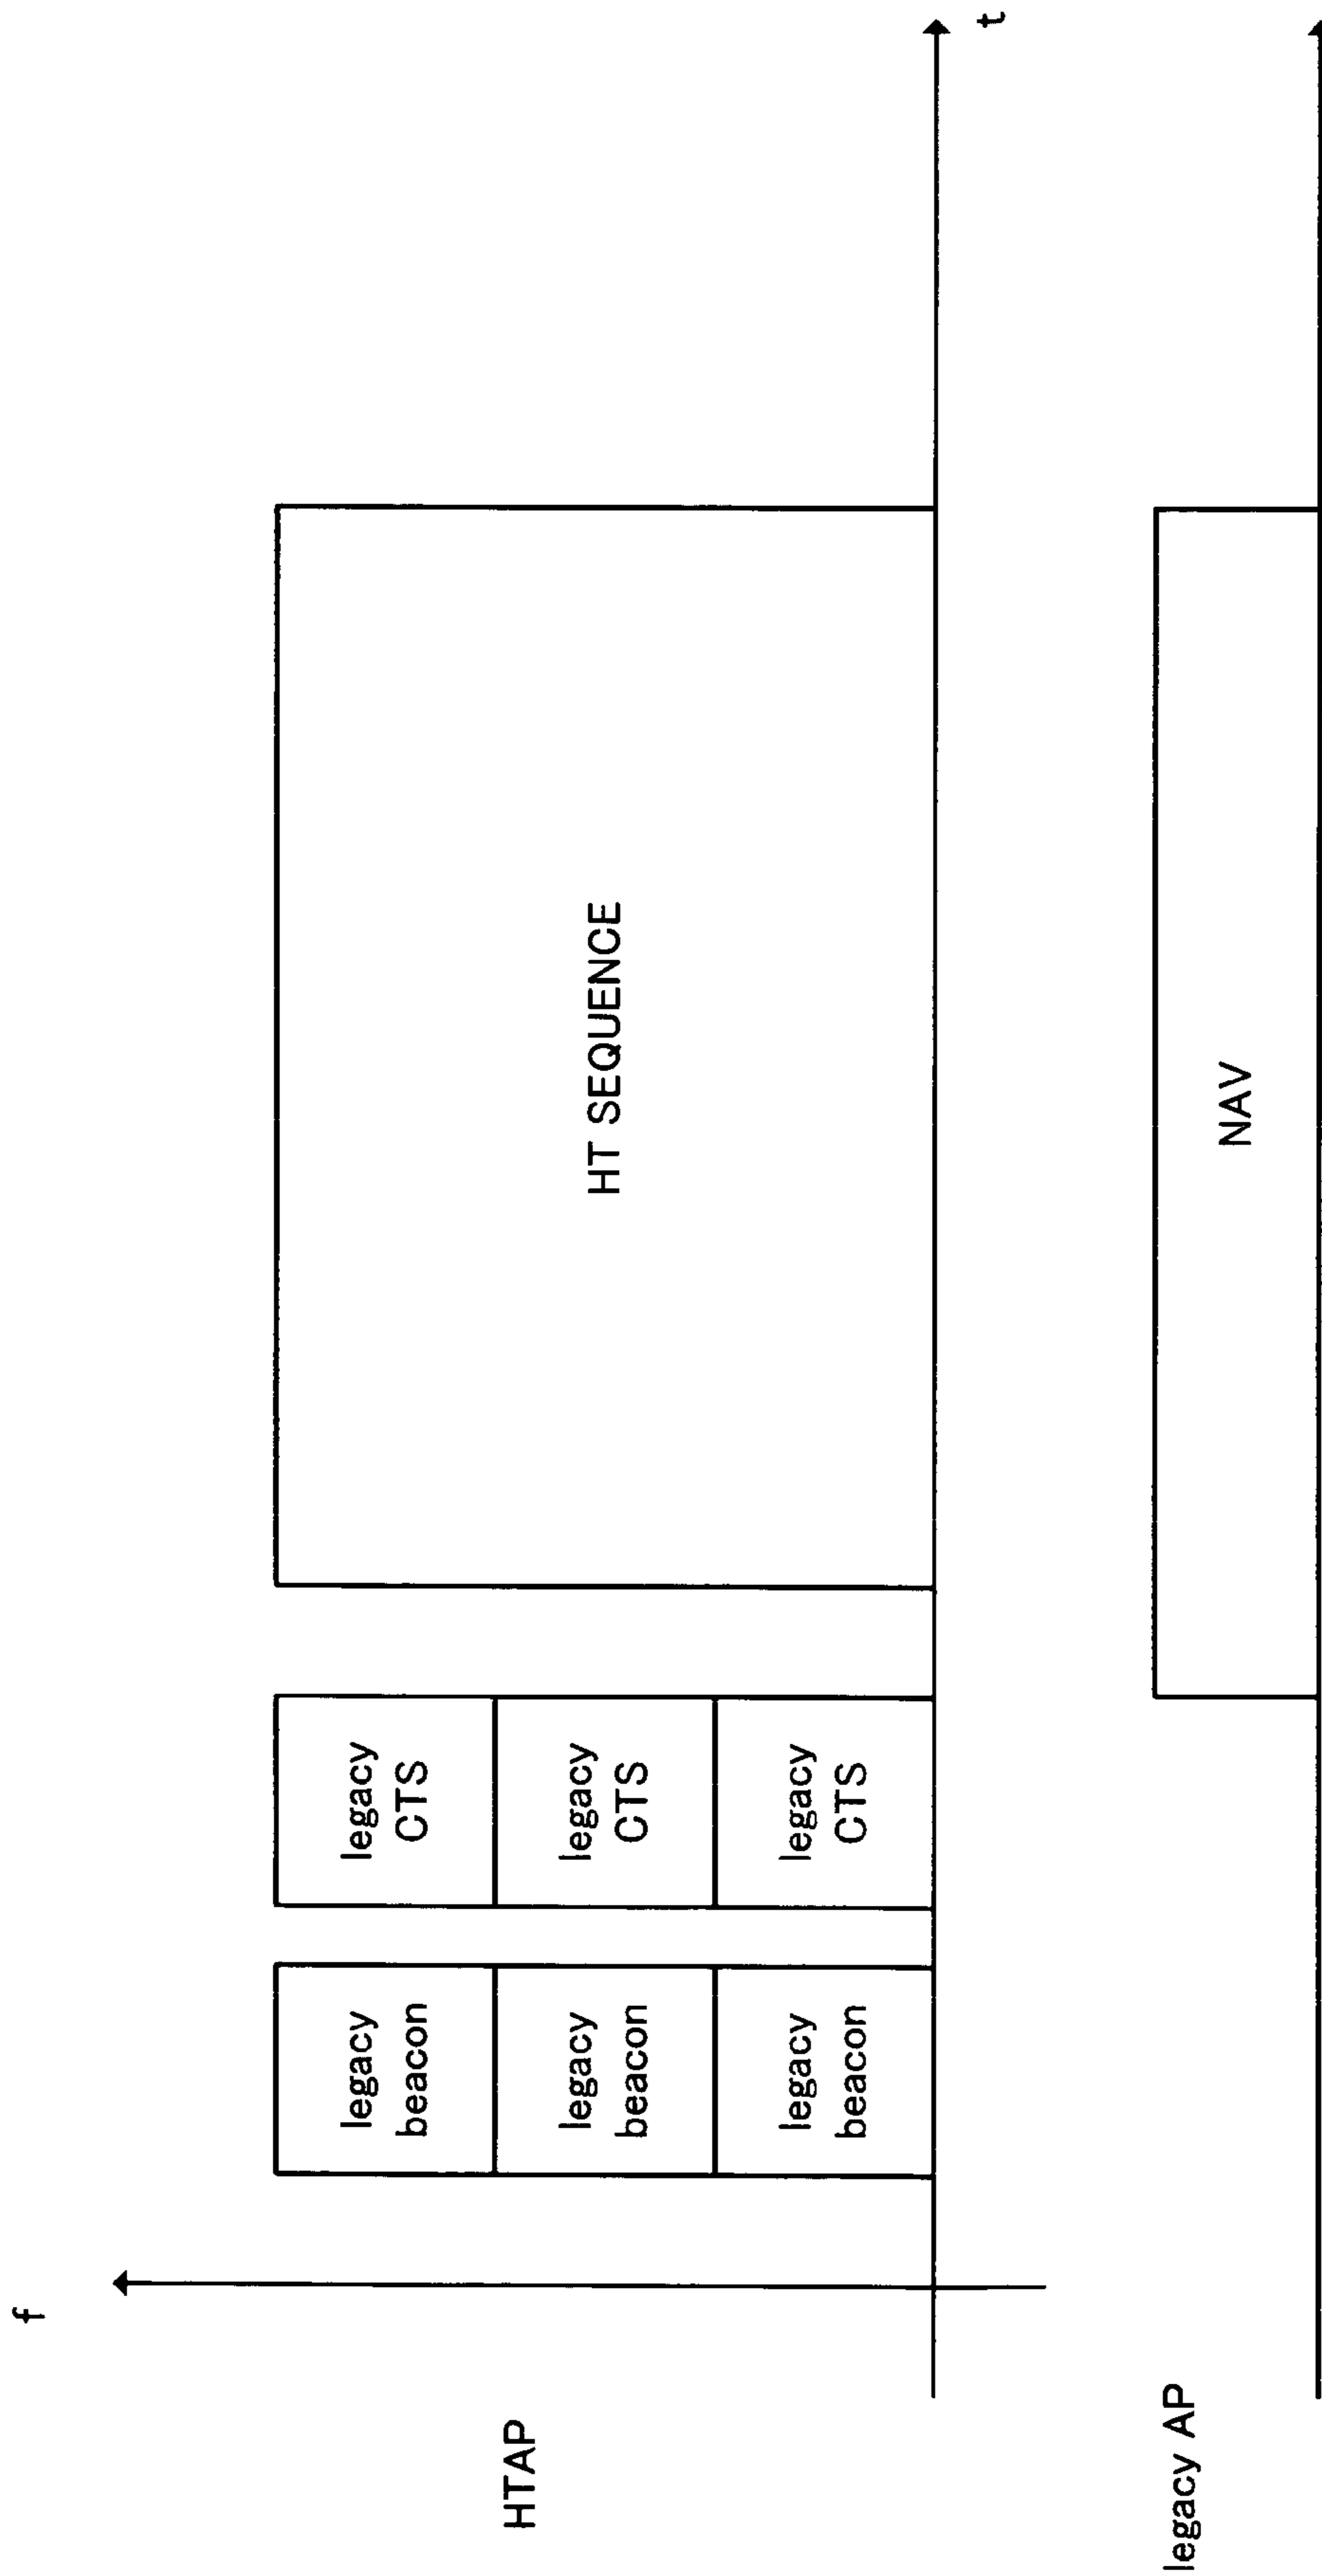 f
HTAP
legacy
beacon
legacy
CTS
legacy
beacon
legacy
CTS
HT SEQUENCE
legacy
beacon
legacy
CTS
t
legacy AP
NAV